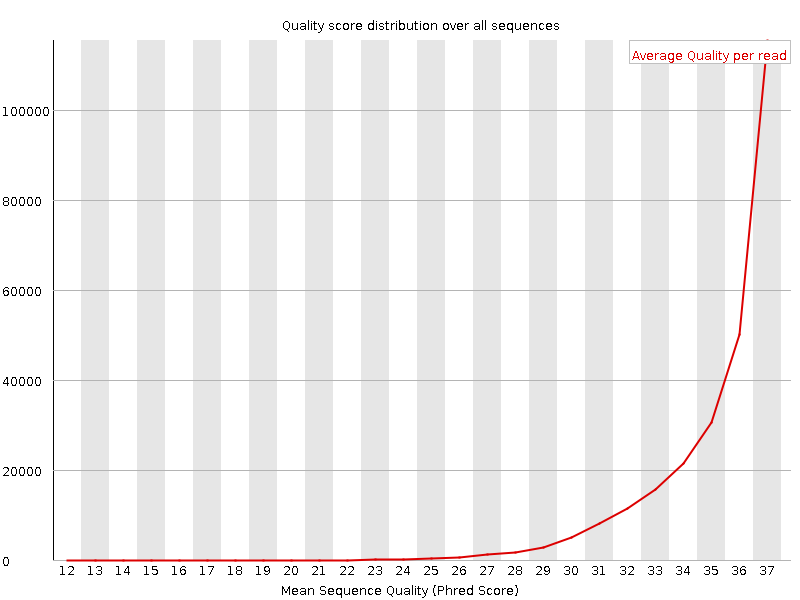 Quality score distribution over all sequences
Average Quality per read
100000
80000
60000
40000
20000
0
12 13 14 15 16 17 18 19 20 21 22 23 24 25 26 27 28 29 30 31 32 33 34 35 36 37
Mean Sequence Quality (Phred Score)